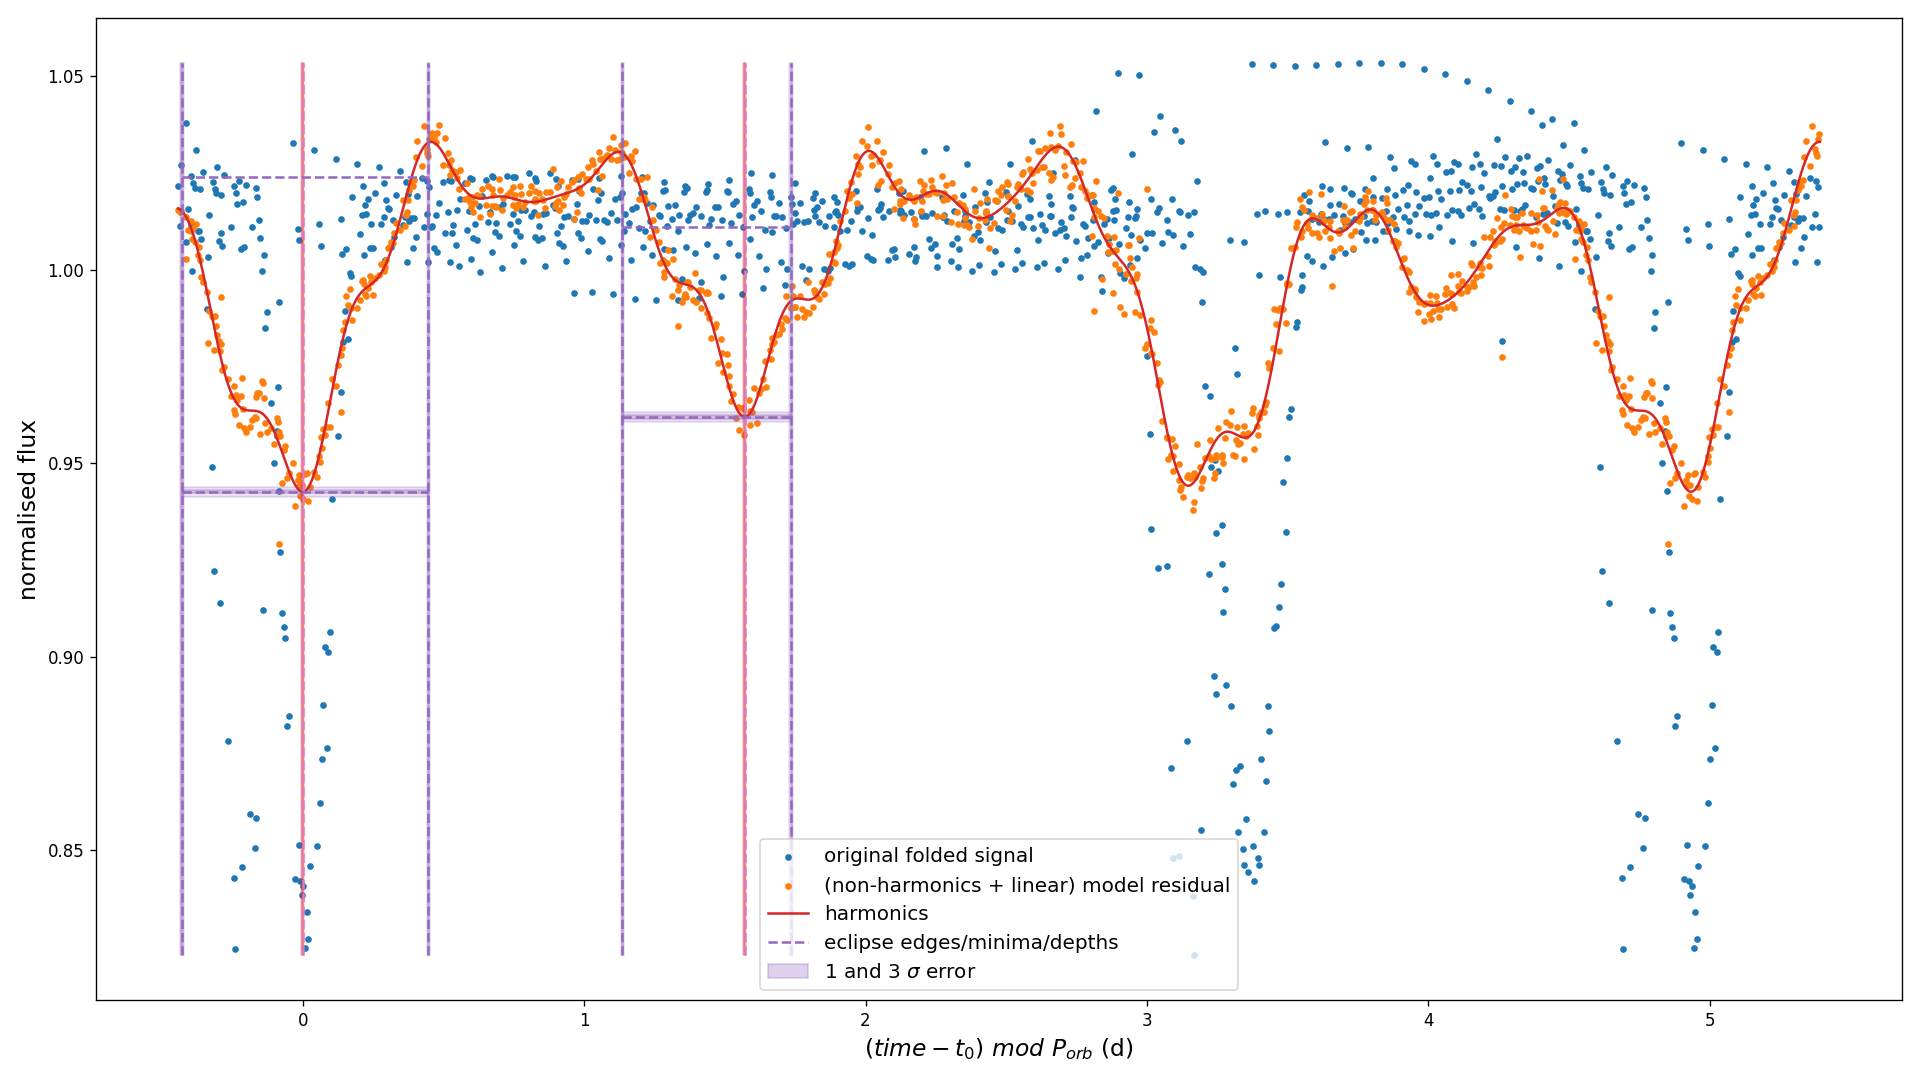 normalised flux
1.05
1.00
0.95
0.90
0.85
original folded signal
(non-harmonics + linear) model residual
harmonics
eclipse edges/minima/depths
1 and 3 σ error
0 1 2 3 4 5
(time − t₀) mod Pₒᵣb (d)